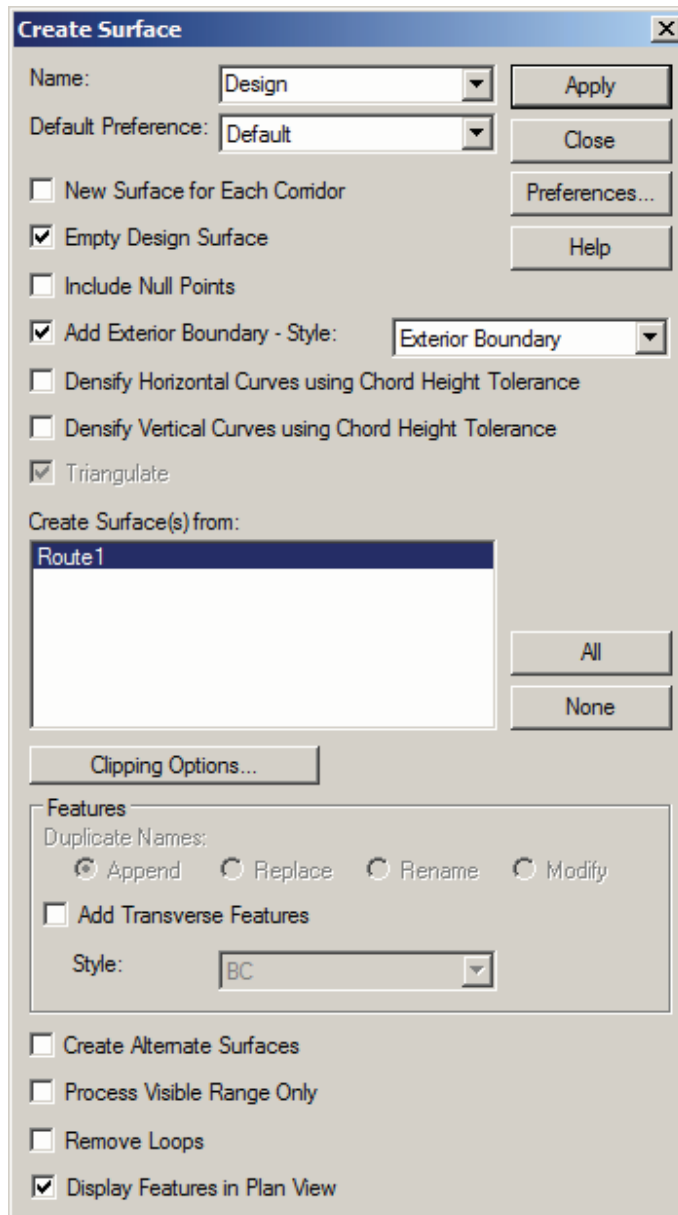 Create Surface
Name: Design Apply
Default Preference: Default Close
New Surface for Each Corridor Preferences...
Empty Design Surface Help
Include Null Points
Add Exterior Boundary - Style: Exterior Boundary
Densify Horizontal Curves using Chord Height Tolerance
Densify Vertical Curves using Chord Height Tolerance
Triangulate
Create Surface(s) from:
Route1
All
None
Clipping Options...
Features
Duplicate Names:
Append Replace Rename Modify
Add Transverse Features
Style: BC
Create Alternate Surfaces
Process Visible Range Only
Remove Loops
Display Features in Plan View